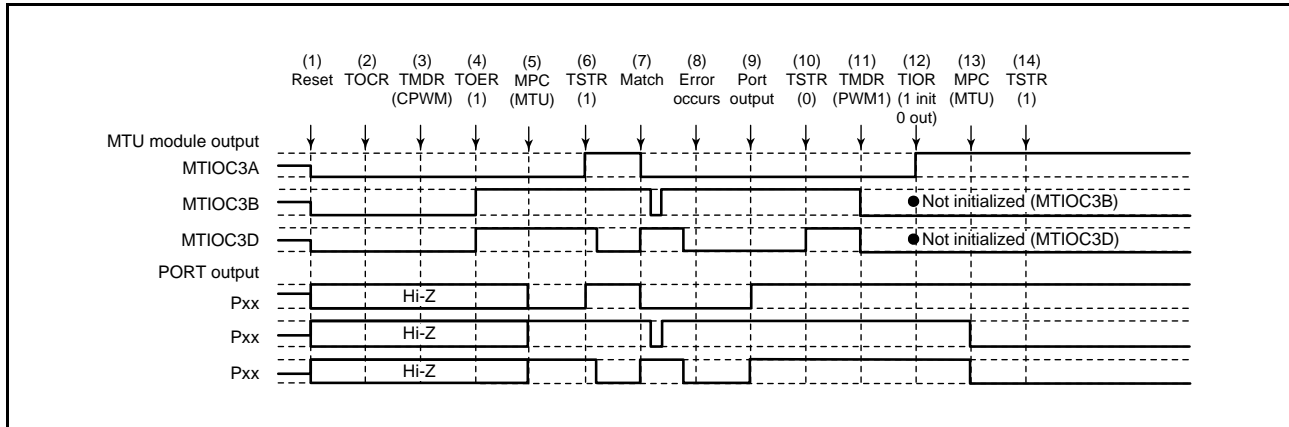 (1) (2) (3) (4) (5) (6) (7) (8) (9) (10) (11) (12) (13) (14)
Reset TOCR TMDR TOER MPC TSTR Match Error Port TSTR TMDR TIOR MPC TSTR
(CPWM) (1) (MTU) (1) occurs output (0) (PWM1) (1 init (MTU) (1)
0 out)
MTU module output
MTIOC3A
MTIOC3B Not initialized (MTIOC3B)
MTIOC3D Not initialized (MTIOC3D)
PORT output
Pxx Hi-Z
Pxx Hi-Z
Pxx Hi-Z